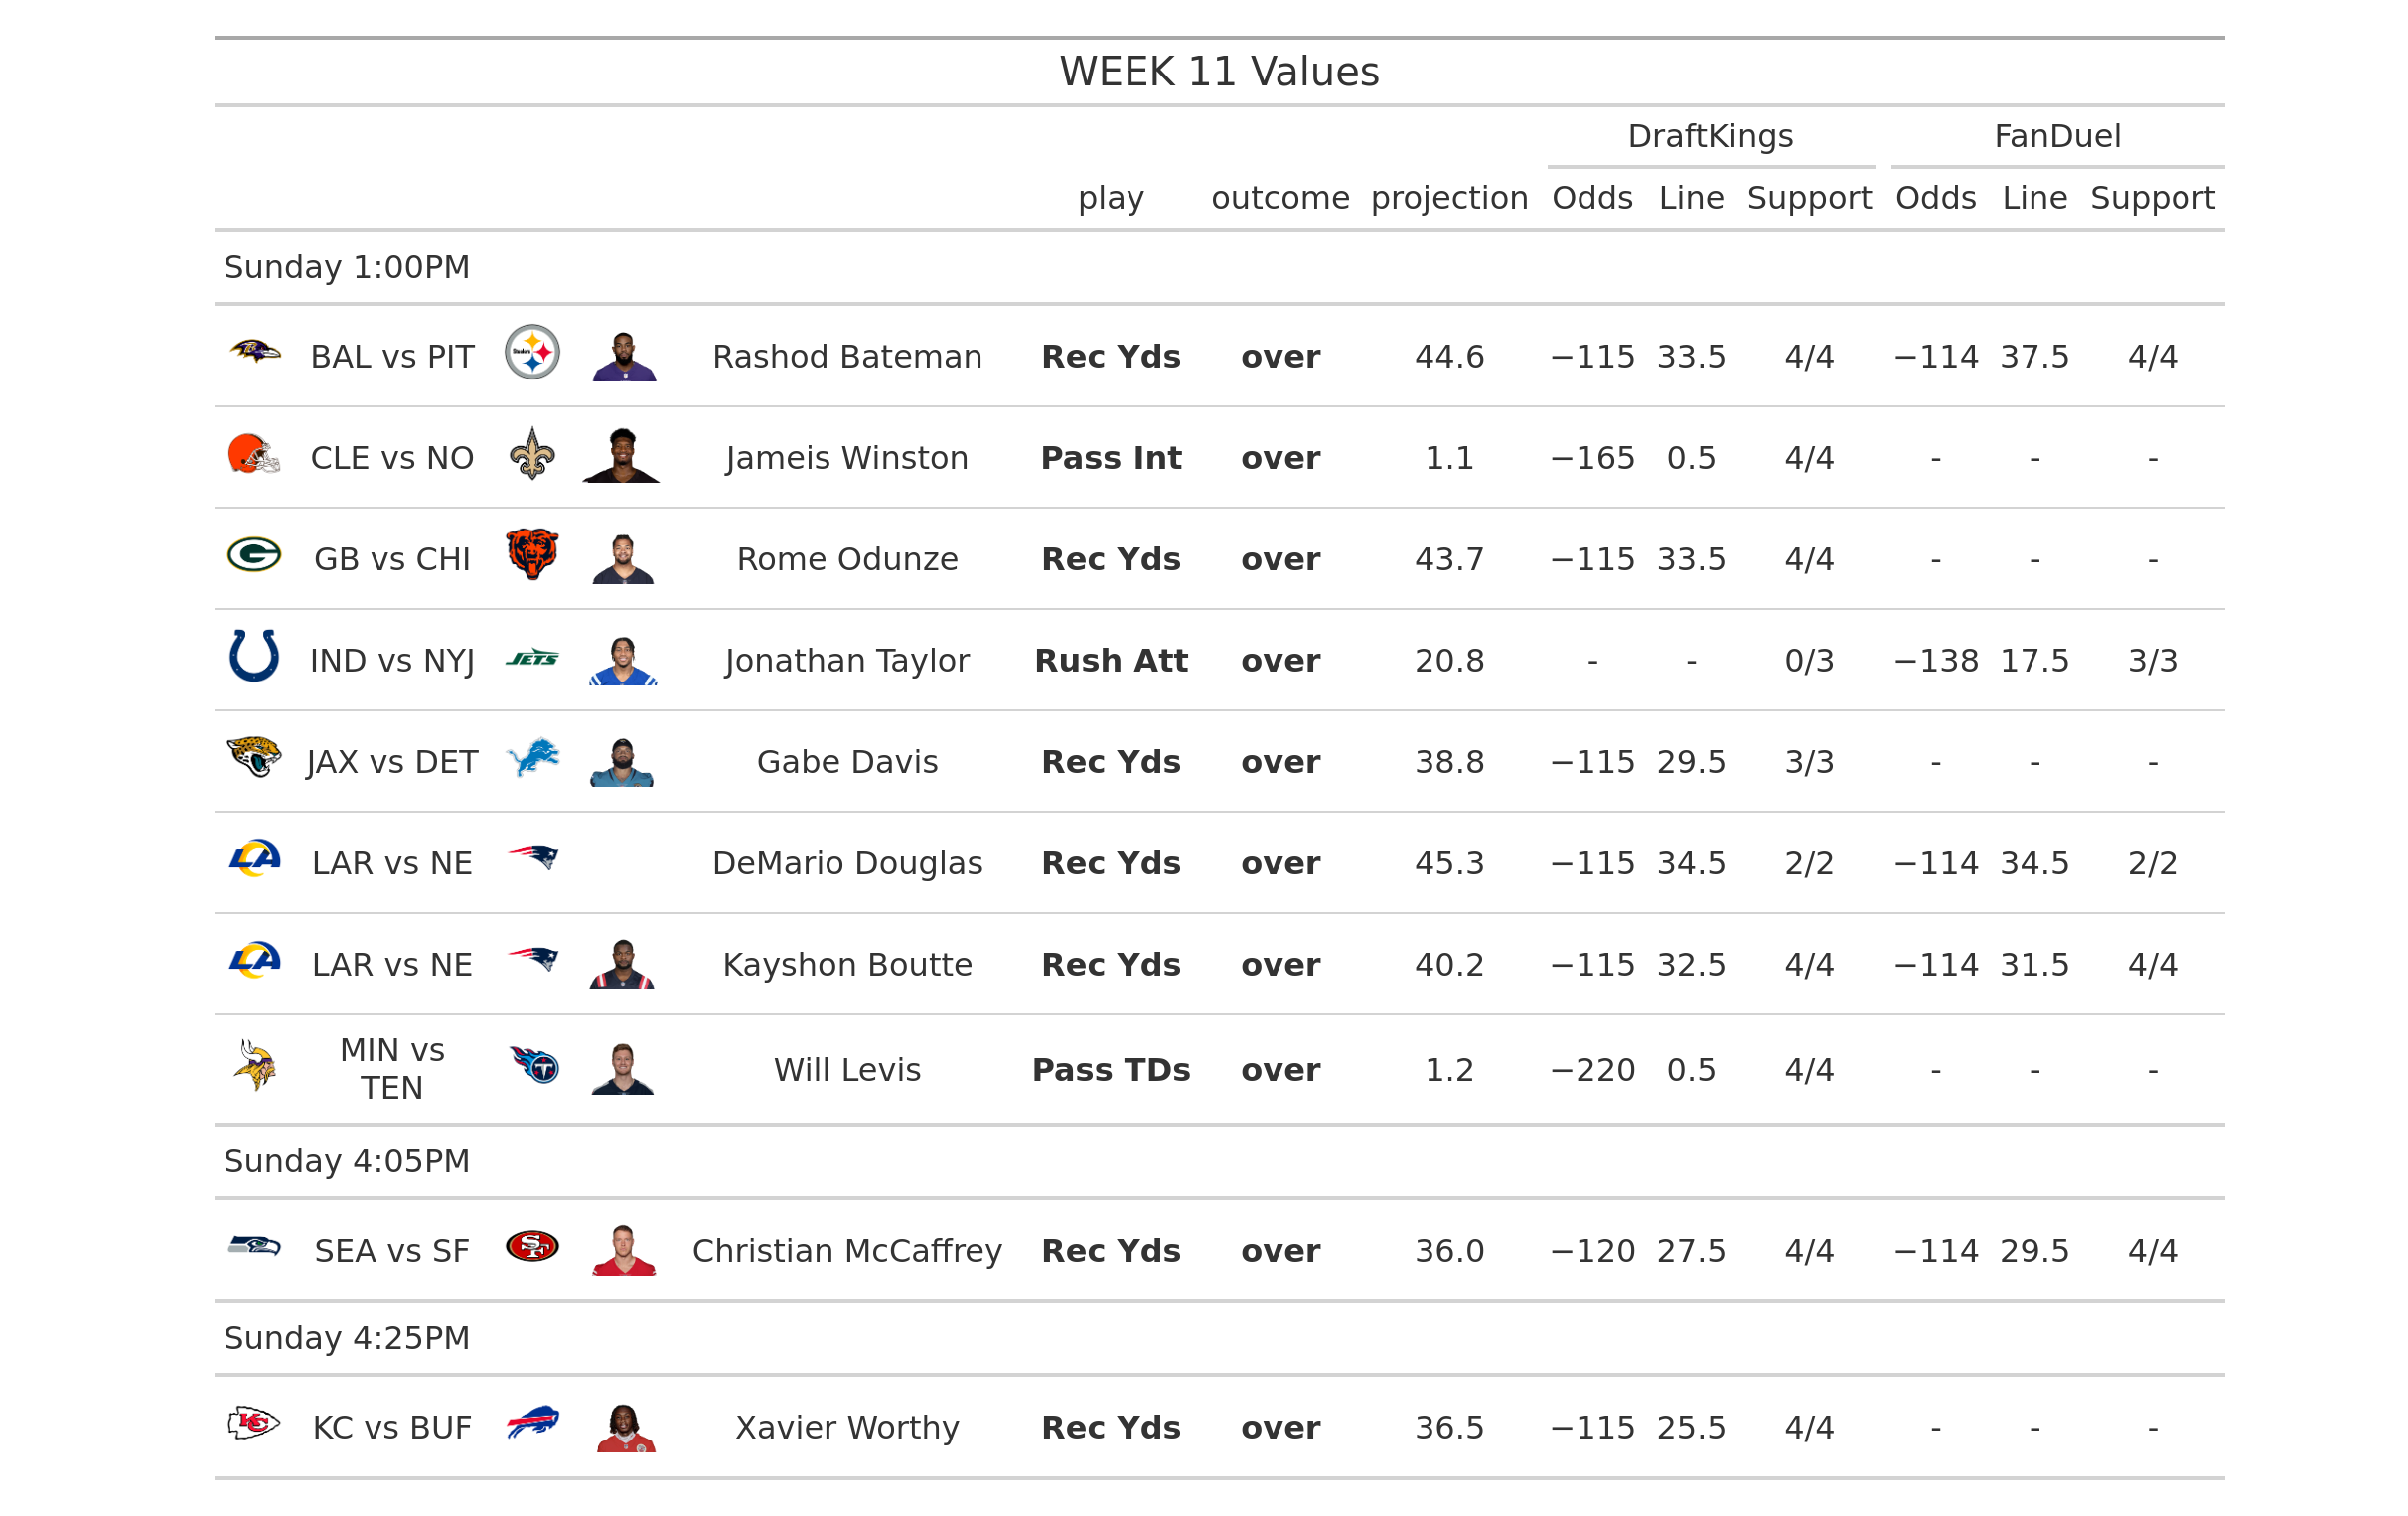 WEEK 11 Values
DraftKings FanDuel
play outcome projection Odds Line Support Odds Line Support
Sunday 1:00PM
BAL vs PIT Rashod Bateman Rec Yds over 44.6 −115 33.5 4/4 −114 37.5 4/4
CLE vs NO Jameis Winston Pass Int over 1.1 −165 0.5 4/4 - - -
GB vs CHI Rome Odunze Rec Yds over 43.7 −115 33.5 4/4 - - -
IND vs NYJ JETS Jonathan Taylor Rush Att over 20.8 - - 0/3 −138 17.5 3/3
JAX vs DET Gabe Davis Rec Yds over 38.8 −115 29.5 3/3 - - -
LAR vs NE DeMario Douglas Rec Yds over 45.3 −115 34.5 2/2 −114 34.5 2/2
LAR vs NE Kayshon Boutte Rec Yds over 40.2 −115 32.5 4/4 −114 31.5 4/4
MIN vs
TEN Will Levis Pass TDs over 1.2 −220 0.5 4/4 - - -
Sunday 4:05PM
SEA vs SF Christian McCaffrey Rec Yds over 36.0 −120 27.5 4/4 −114 29.5 4/4
Sunday 4:25PM
KC vs BUF Xavier Worthy Rec Yds over 36.5 −115 25.5 4/4 - - -